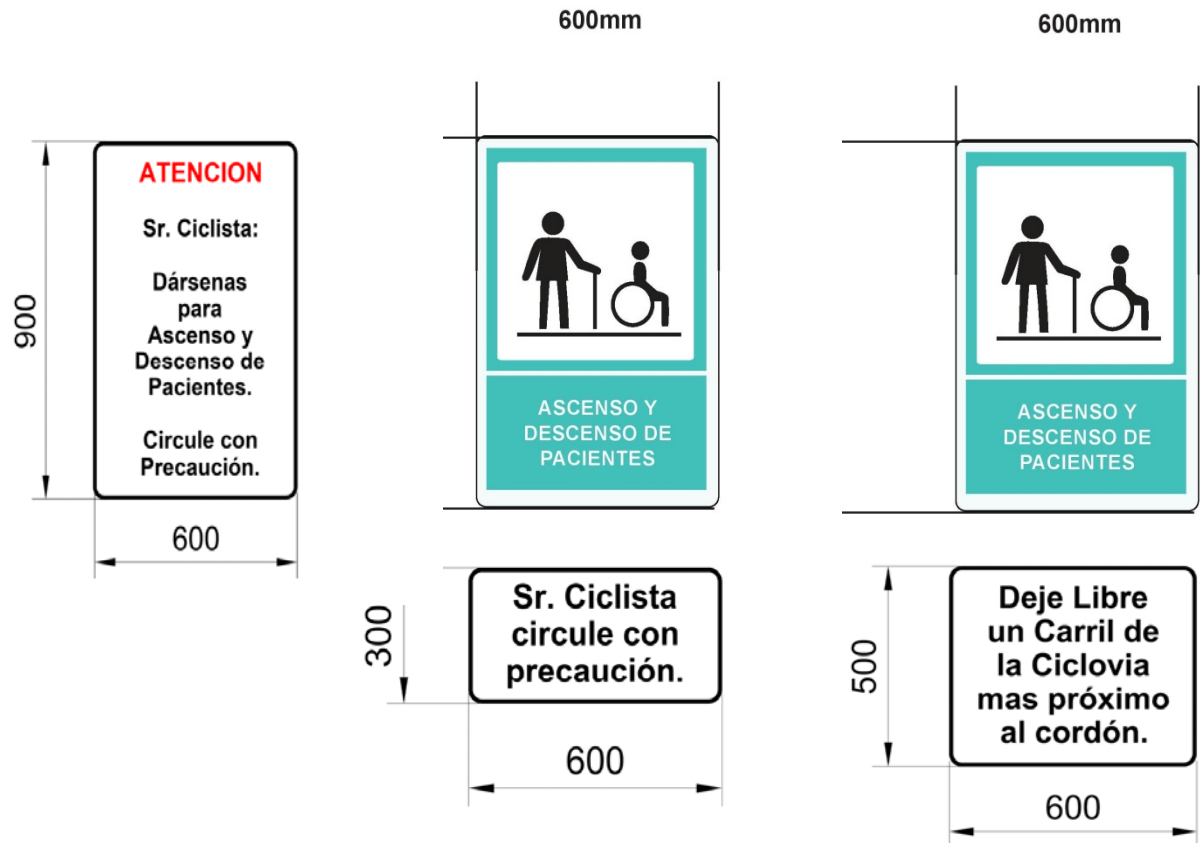 600mm
600mm
900
ATENCION
Sr. Ciclista:
Dársenas
para
Ascenso y
Descenso de
Pacientes.
Circule con
Precaución.
600
ASCENSO Y
DESCENSO DE
PACIENTES
300
Sr. Ciclista
circule con
precaución.
600
ASCENSO Y
DESCENSO DE
PACIENTES
500
Deje Libre
un Carril de
la Ciclovia
mas próximo
al cordón.
600